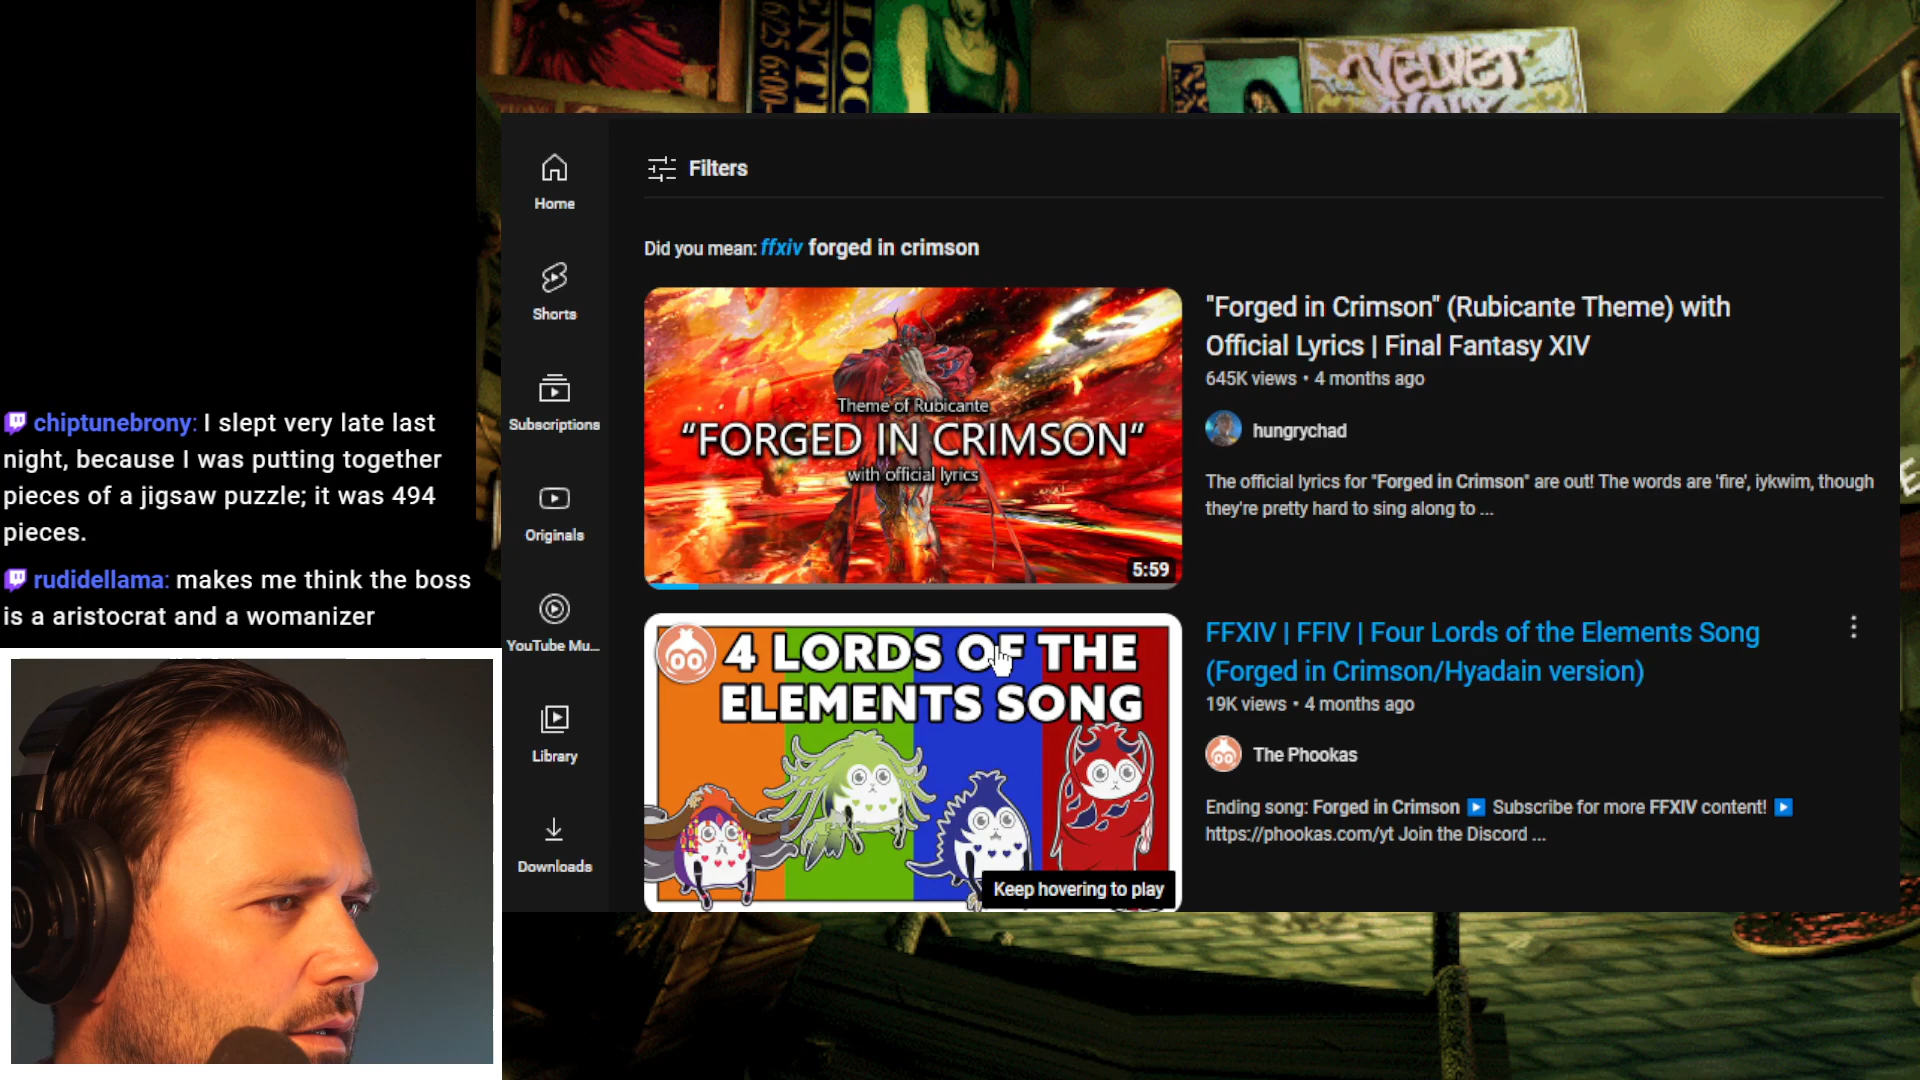 6/25 6:00-
ENTI
LOC
VELVET
Home
Shorts
Subscriptions
Originals
YouTube Mu...
Library
Downloads
Filters
Did you mean: ffxiv forged in crimson
Theme of Rubicante
"FORGED IN CRIMSON"
with official lyrics
5:59
"Forged in Crimson" (Rubicante Theme) with
Official Lyrics | Final Fantasy XIV
645K views • 4 months ago
hungrychad
The official lyrics for "Forged in Crimson" are out! The words are 'fire', iykwim, though
they're pretty hard to sing along to ...
4 LORDS OF THE
ELEMENTS SONG
Keep hovering to play
FFXIV | FFIV | Four Lords of the Elements Song
(Forged in Crimson/Hyadain version)
19K views • 4 months ago
The Phookas
Ending song: Forged in Crimson ▶ Subscribe for more FFXIV content! ▶
https://phookas.com/yt Join the Discord ...
chiptunebrony: I slept very late last
night, because I was putting together
pieces of a jigsaw puzzle; it was 494
pieces.
rudidellama: makes me think the boss
is a aristocrat and a womanizer